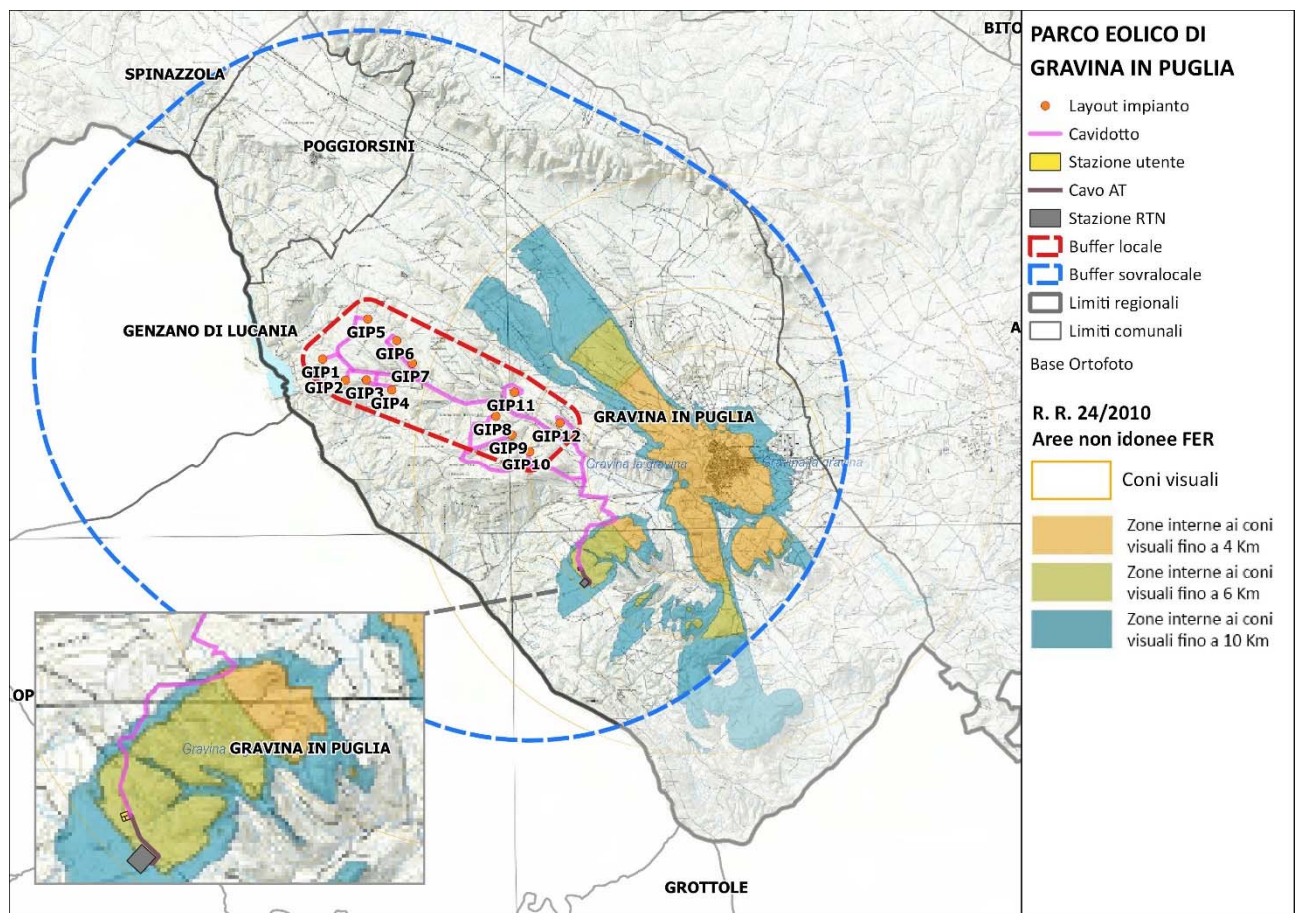 BITO
SPINAZZOLA
POGGIORSINI
GENZANO DI LUCANIA
A
GIP5
GIP6
GIP1
GIP7
GIP2
GIP3
GIP4
GIP11
GRAVINA IN PUGLIA
GIP8
GIP12
GIP9
GIP10
Gravina la gravina
Gravina la gravina
OP
Gravina
GRAVINA IN PUGLIA
GROTTOLE
PARCO EOLICO DI
GRAVINA IN PUGLIA
Layout impianto
Cavidotto
Stazione utente
Cavo AT
Stazione RTN
Buffer locale
Buffer sovralocale
Limiti regionali
Limiti comunali
Base Ortofoto
R. R. 24/2010
Aree non idonee FER
Coni visuali
Zone interne ai coni
visuali fino a 4 Km
Zone interne ai coni
visuali fino a 6 Km
Zone interne ai coni
visuali fino a 10 Km